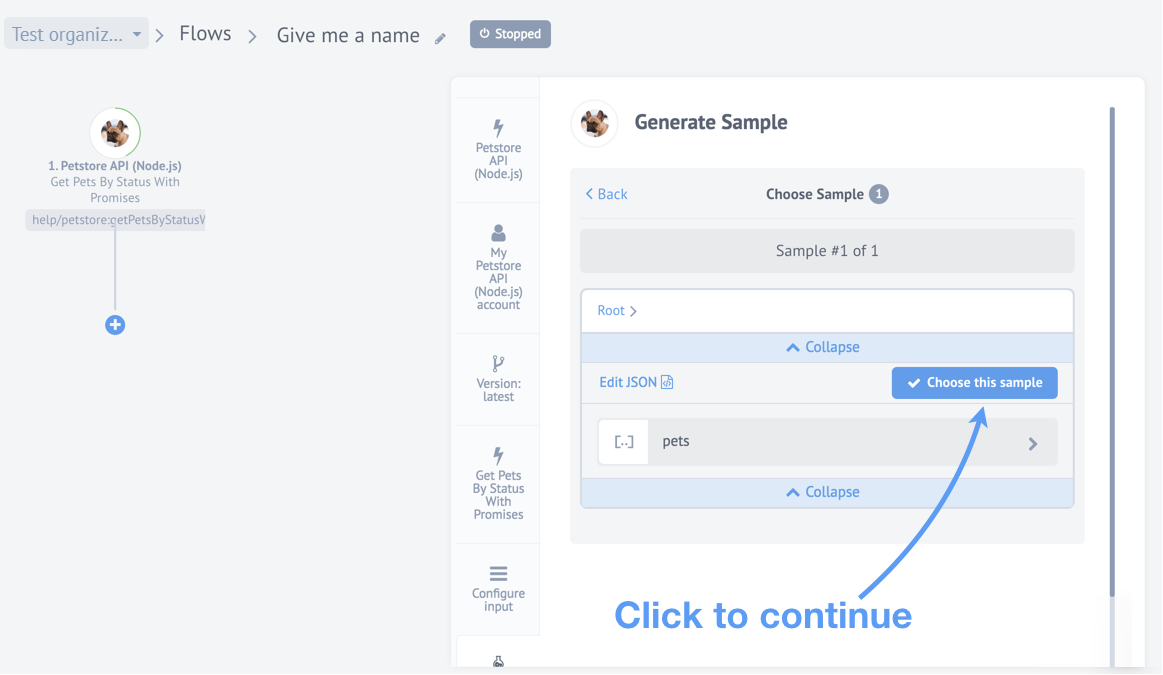 Test organiz...
Flows
Give me a name
Stopped
1. Petstore API (Node.js)
Get Pets By Status With
Promises
help/petstore:getPetsByStatusW
Petstore
API
(Node.js)
My
Petstore
API
(Node.js)
account
Version:
latest
Get Pets
By Status
With
Promises
Configure
input
Generate Sample
Back
Choose Sample 1
Sample #1 of 1
Root
Collapse
Edit JSON
Choose this sample
[..]
pets
Collapse
Click to continue